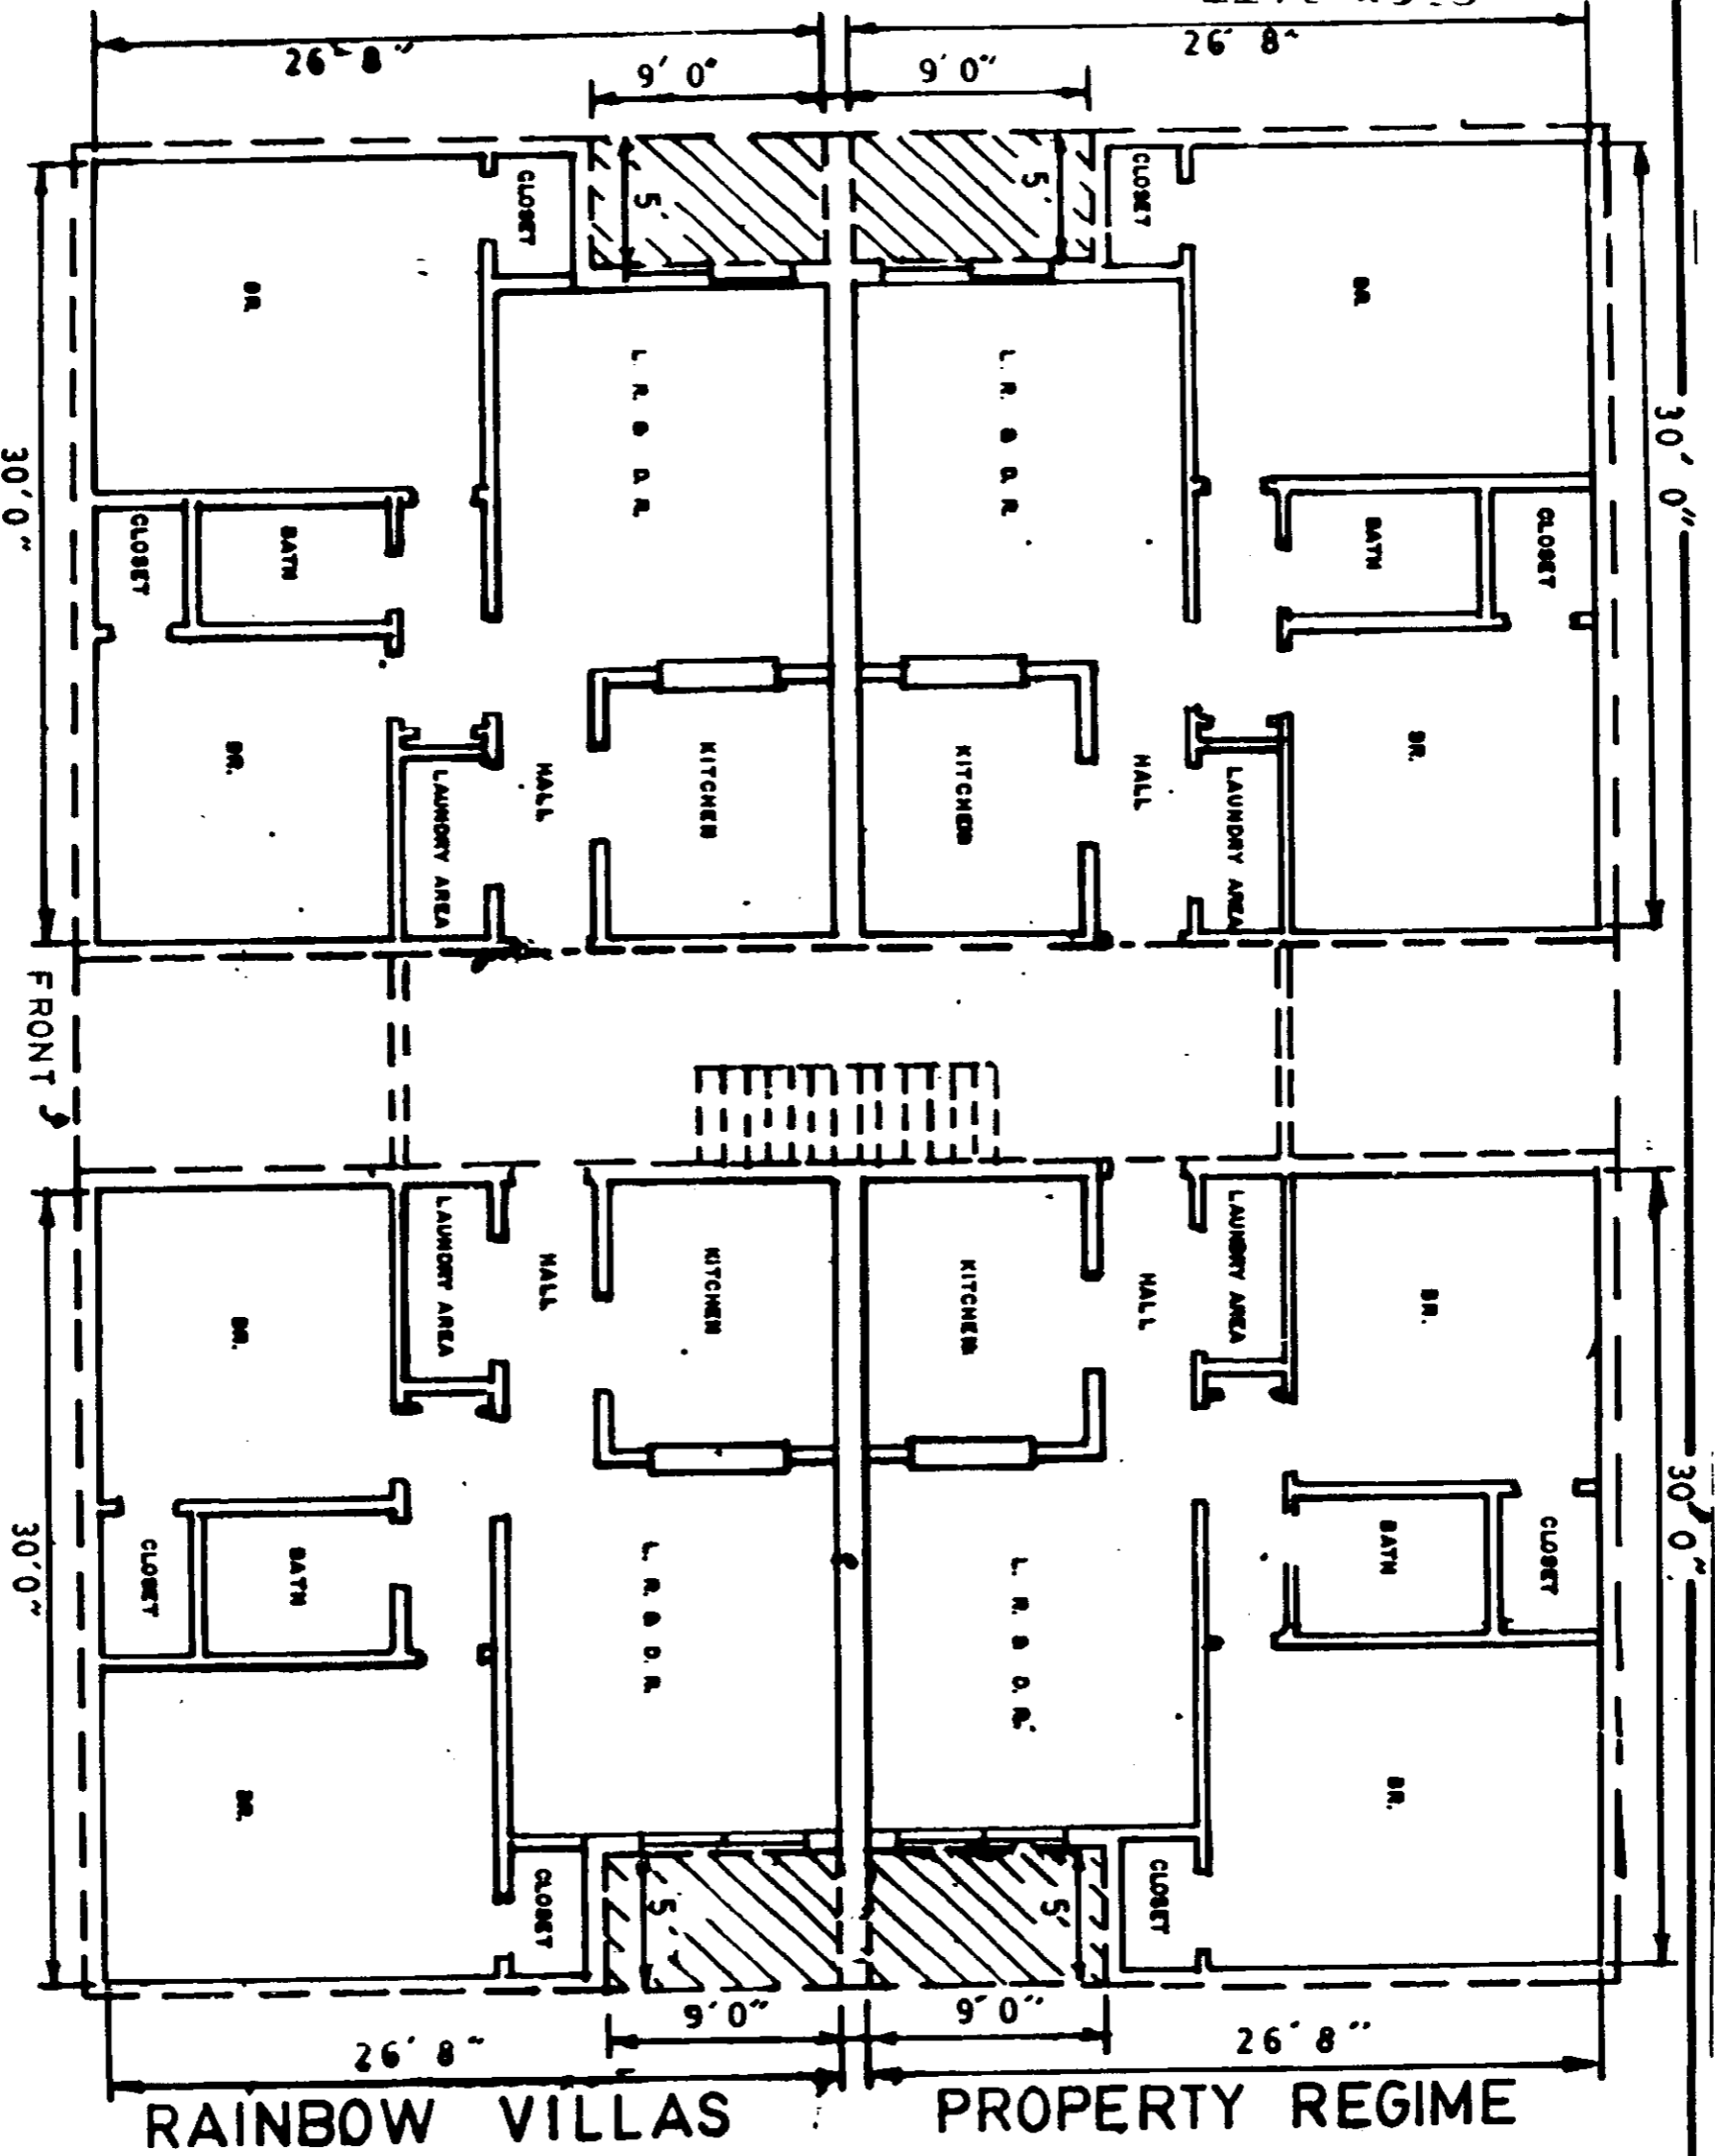 26' 8"
26' 8"
9' 0"
9' 0"
5'
5'
CLOSET
CLOSET
BR.
BR.
30' 0"
30' 0"
L. R. & D. R.
L. R. & D. R.
CLOSET
BATH
BATH
CLOSET
BR.
LAUNDRY AREA
HALL
KITCHEN
KITCHEN
HALL
LAUNDRY AREA
BR.
FRONT
BR.
LAUNDRY AREA
HALL
KITCHEN
KITCHEN
HALL
LAUNDRY AREA
BR.
30' 0"
30' 0"
CLOSET
BATH
L. R. & D. R.
L. R. & D. R.
BATH
CLOSET
BR.
BR.
CLOSET
5'
5'
CLOSET
9' 0"
9' 0"
26' 8"
26' 8"
RAINBOW VILLAS PROPERTY REGIME